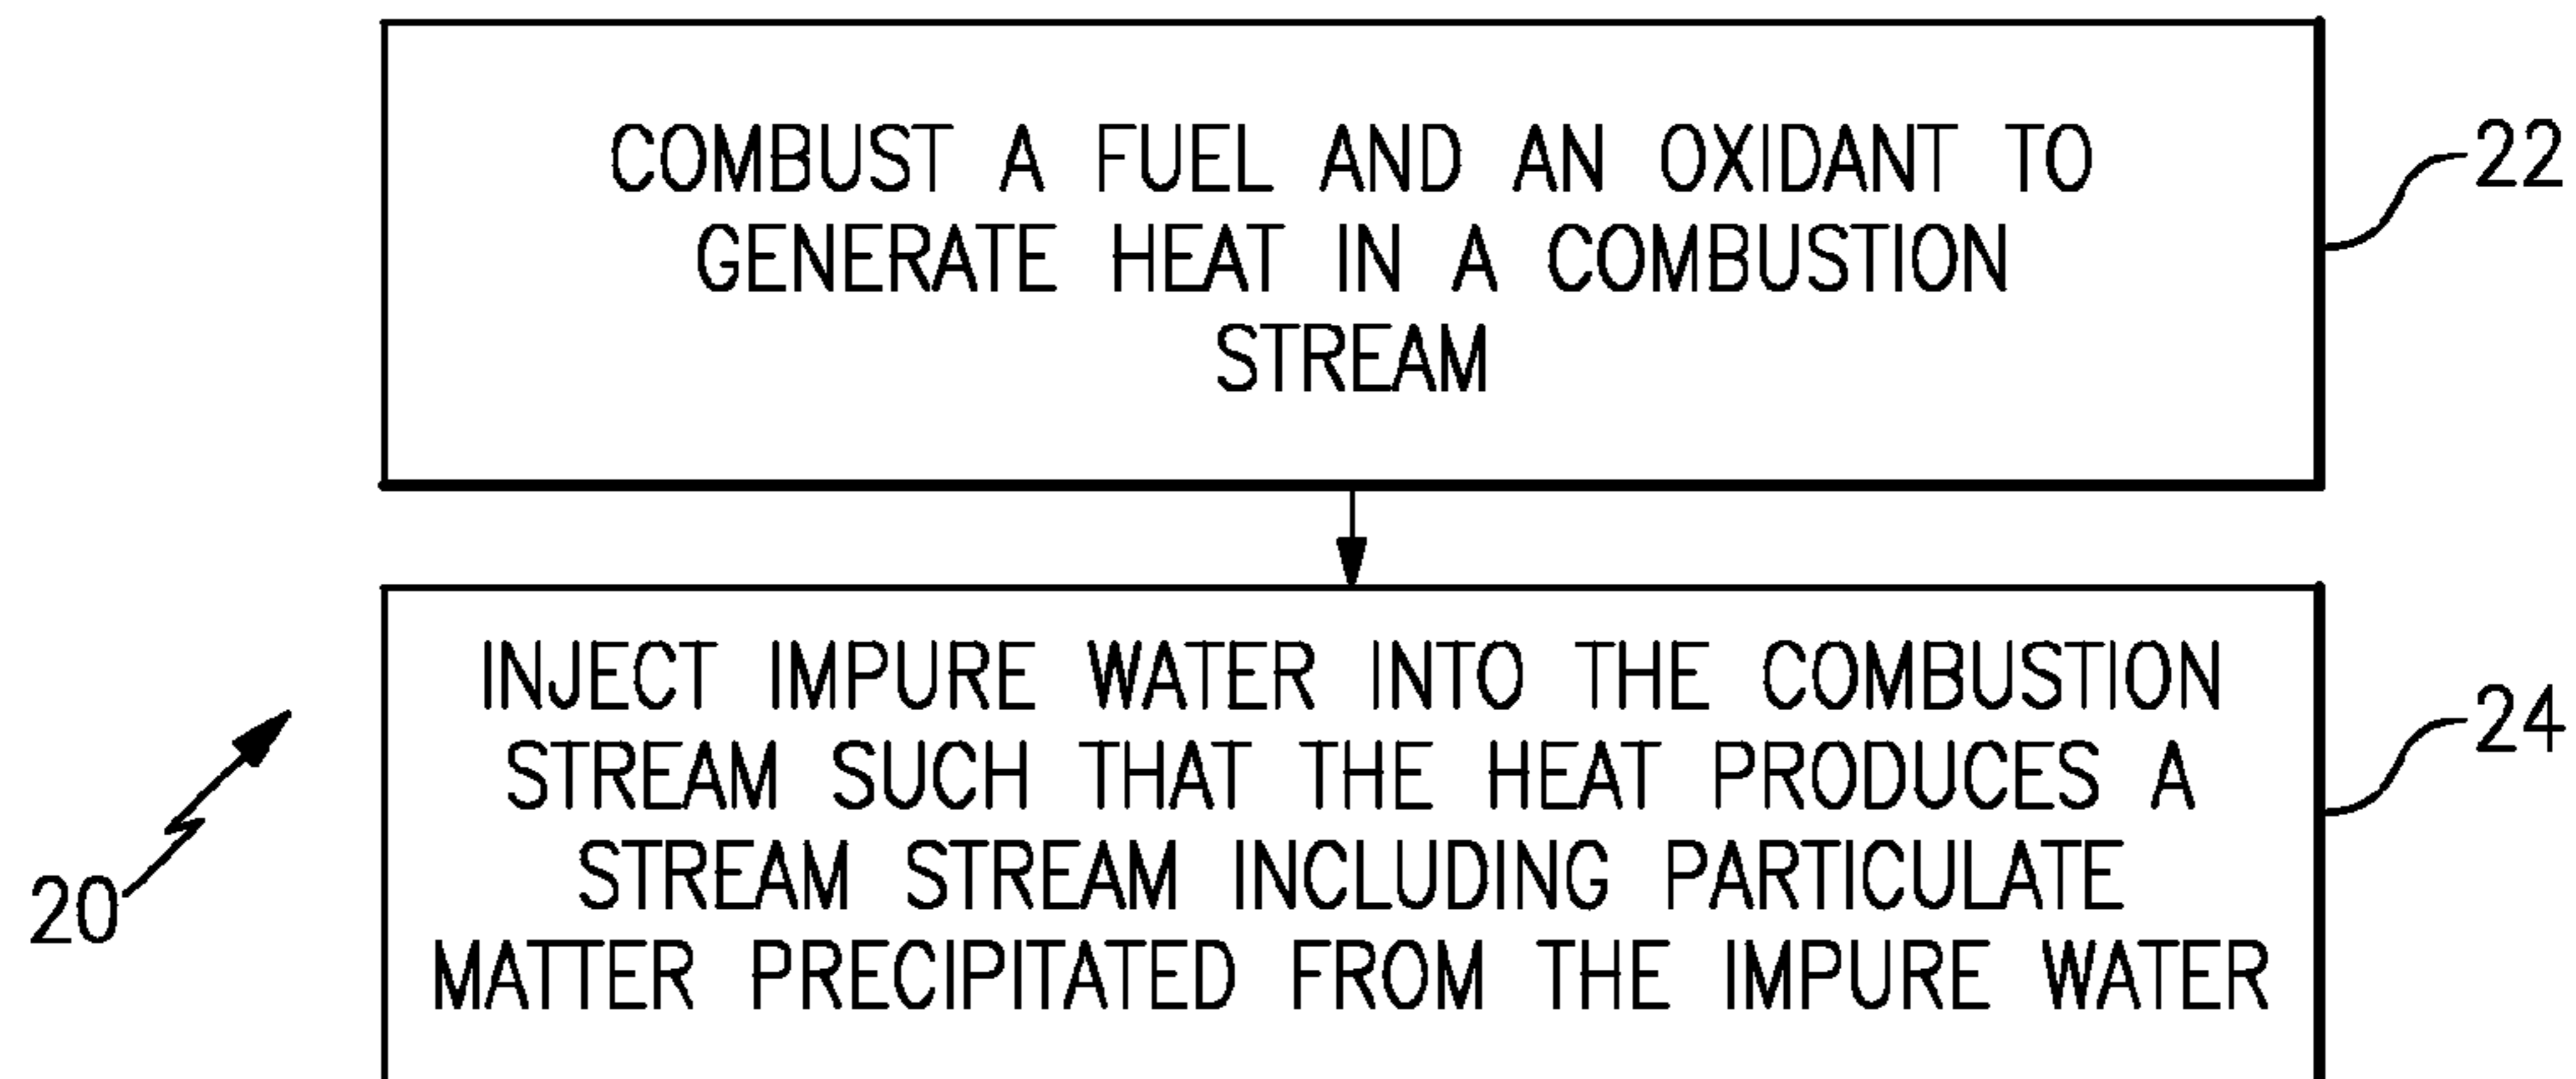 COMBUST A FUEL AND AN OXIDANT TO
GENERATE HEAT IN A COMBUSTION
STREAM
22
INJECT IMPURE WATER INTO THE COMBUSTION
STREAM SUCH THAT THE HEAT PRODUCES A
STREAM STREAM INCLUDING PARTICULATE
MATTER PRECIPITATED FROM THE IMPURE WATER
24
20